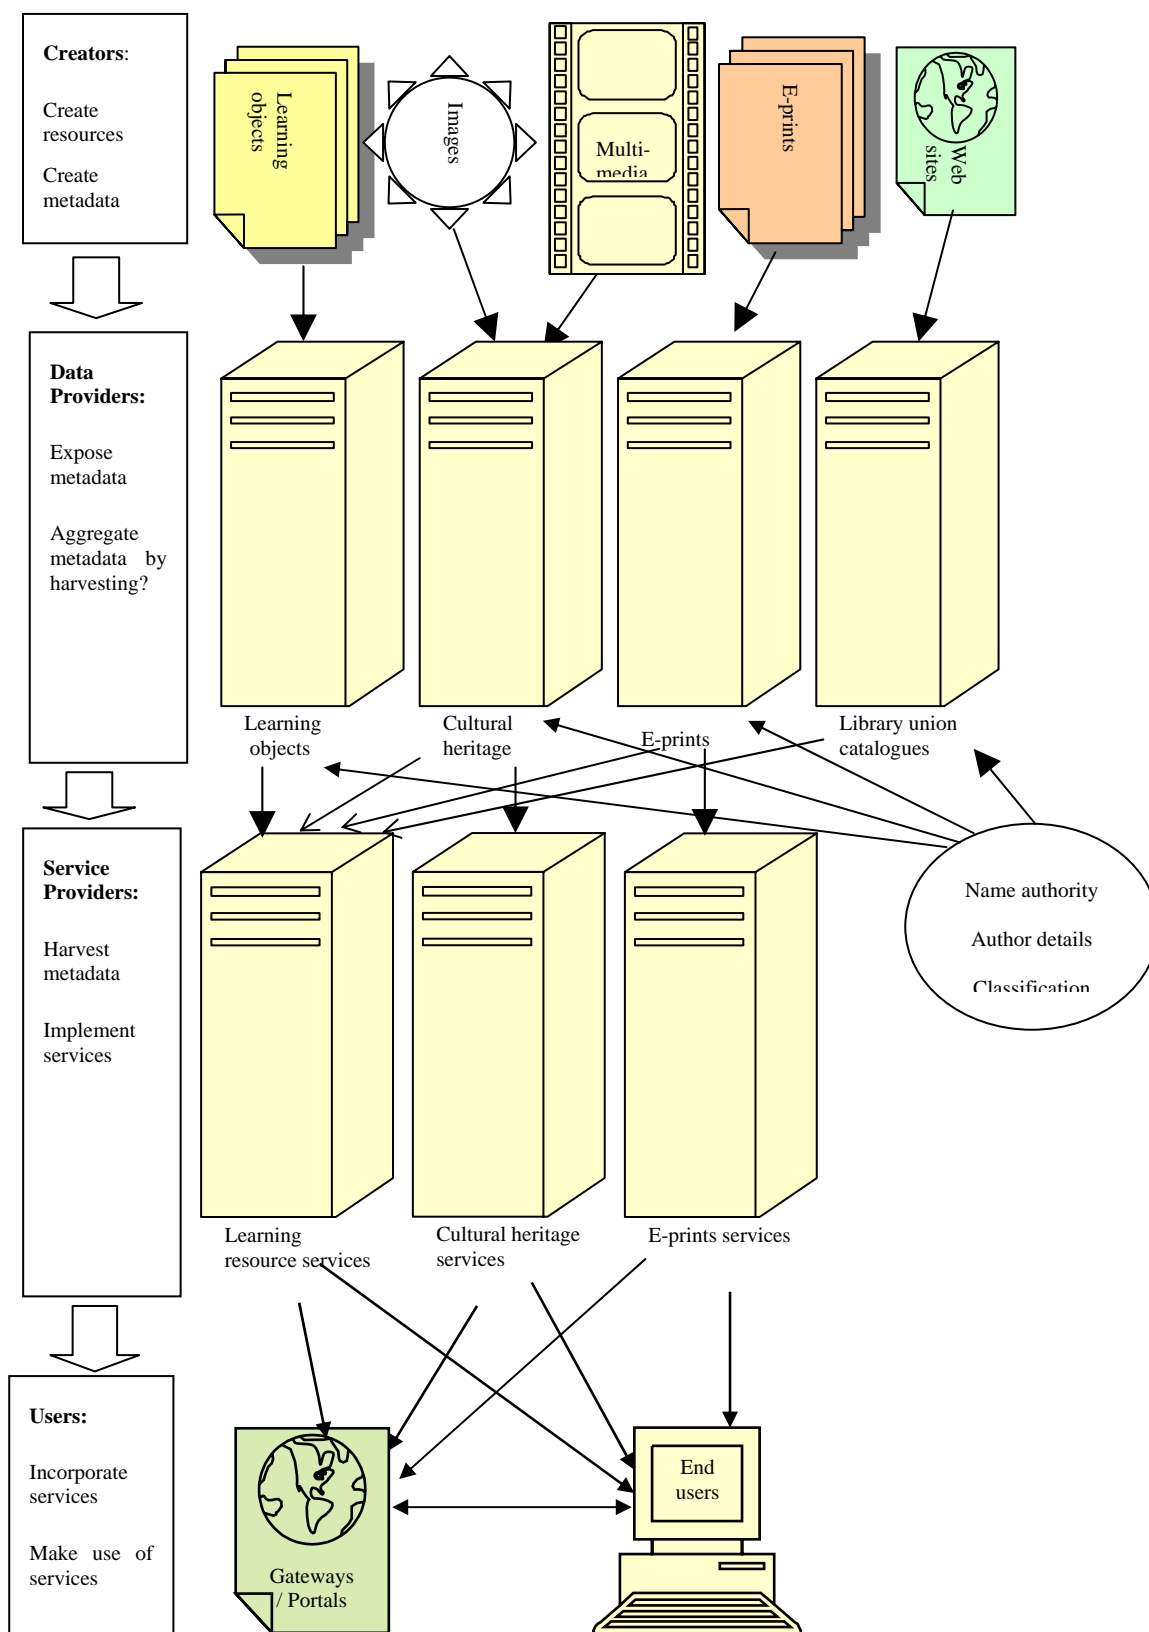 Creators:
Create
resources
Create
metadata
Learning
objects
Images
Multi-
media
E-prints
Web
sites
Data
Providers:
Expose
metadata
Aggregate
metadata by
harvesting?
Learning
objects
Cultural
heritage
E-prints
Library union
catalogues
Service
Providers:
Harvest
metadata
Implement
services
Name authority
Author details
Classification
Learning
resource services
Cultural heritage
services
E-prints services
Users:
Incorporate
services
Make use of
services
Gateways
/ Portals
End
users